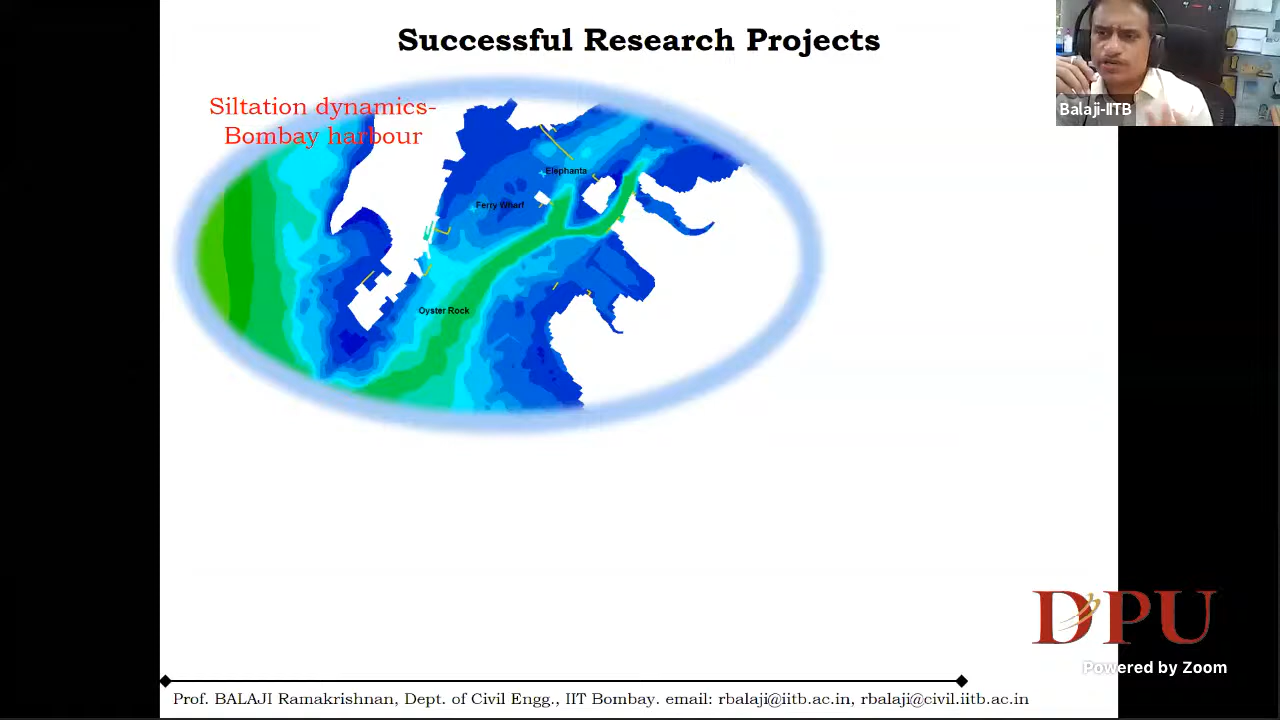 Successful Research Projects
Balaji-IITB
Siltation dynamics-
Bombay harbour
Elephanta
Ferry Wharf
Oyster Rock
DPU
Powered by Zoom
Prof. BALAJI Ramakrishnan, Dept. of Civil Engg., IIT Bombay. email: rbalaji@iitb.ac.in, rbalaji@civil.iitb.ac.in